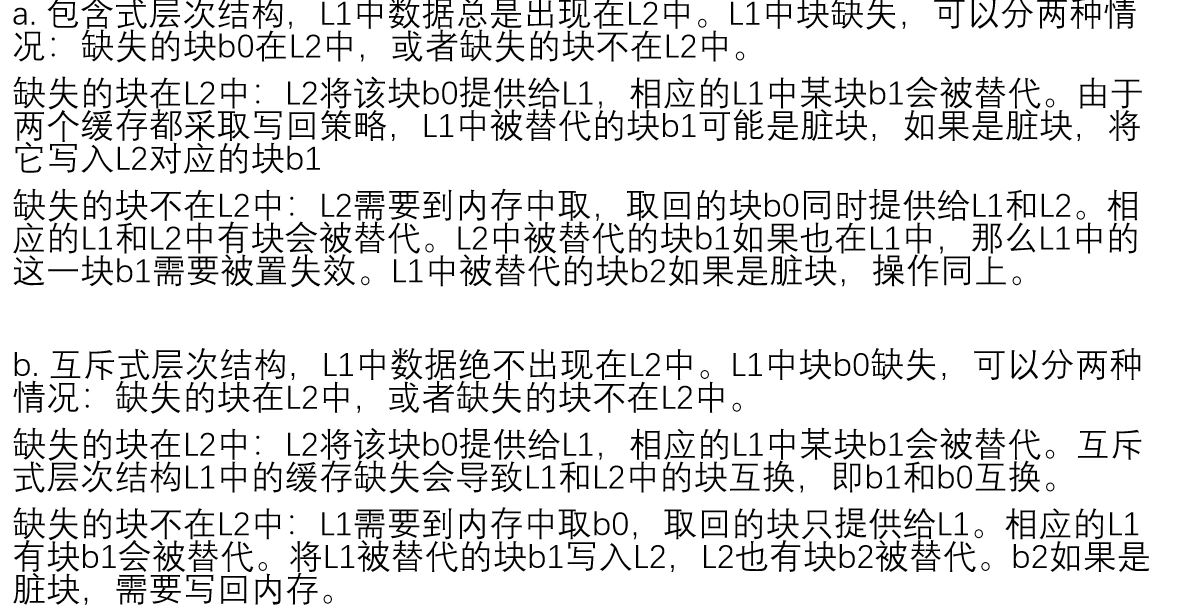 a. 包含式层次结构，L1中数据总是出现在L2中。L1中块缺失，可以分两种情
况：缺失的块b0在L2中，或者缺失的块不在L2中。
缺失的块在L2中：L2将该块b0提供给L1，相应的L1中某块b1会被替代。由于
两个缓存都采取写回策略，L1中被替代的块b1可能是脏块，如果是脏块，将
它写入L2对应的块b1
缺失的块不在L2中：L2需要到内存中取，取回的块b0同时提供给L1和L2。相
应的L1和L2中有块会被替代。L2中被替代的块b1如果也在L1中，那么L1中的
这一块b1需要被置失效。L1中被替代的块b2如果是脏块，操作同上。
b. 互斥式层次结构，L1中数据绝不出现在L2中。L1中块b0缺失，可以分两种
情况：缺失的块在L2中，或者缺失的块不在L2中。
缺失的块在L2中：L2将该块b0提供给L1，相应的L1中某块b1会被替代。互斥
式层次结构L1中的缓存缺失会导致L1和L2中的块互换，即b1和b0互换。
缺失的块不在L2中：L1需要到内存中取b0，取回的块只提供给L1。相应的L1
有块b1会被替代。将L1被替代的块b1写入L2，L2也有块b2被替代。b2如果是
脏块，需要写回内存。